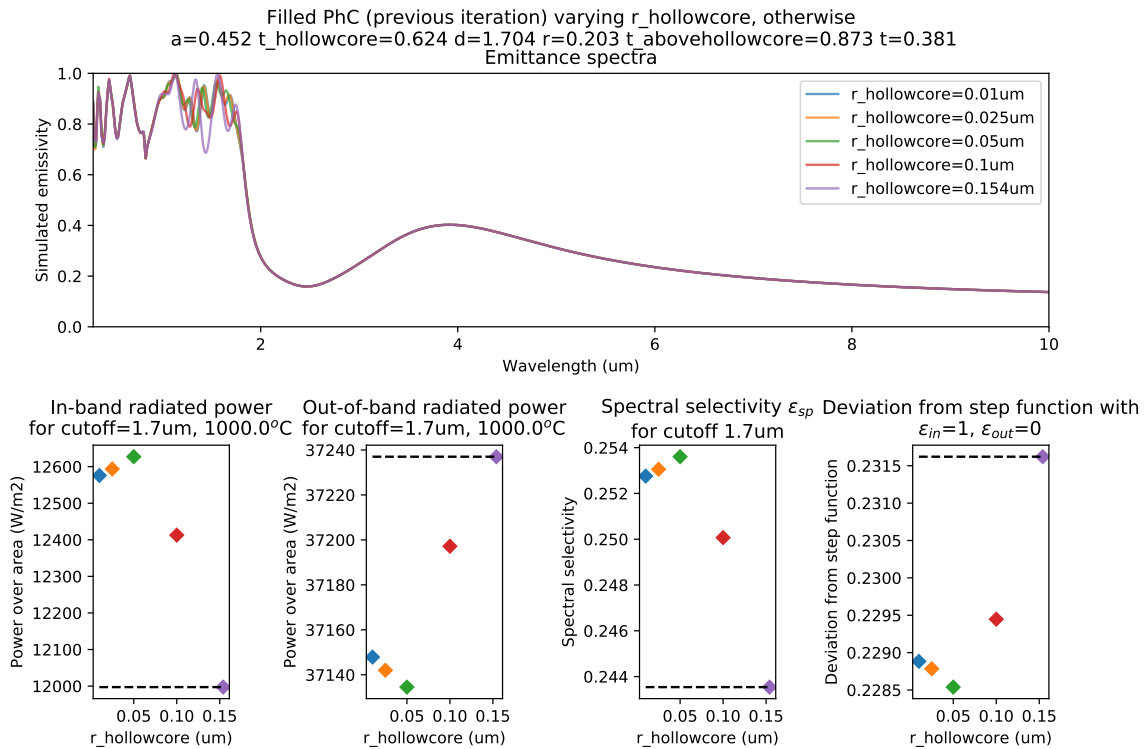 Filled PhC (previous iteration) varying r_hollowcore, otherwise
a=0.452 t_hollowcore=0.624 d=1.704 r=0.203 t_abovehollowcore=0.873 t=0.381
Emittance spectra
Simulated emissivity
1.0
0.8
0.6
0.4
0.2
0.0
r_hollowcore=0.01um
r_hollowcore=0.025um
r_hollowcore=0.05um
r_hollowcore=0.1um
r_hollowcore=0.154um
2
4
6
8
10
Wavelength (um)
In-band radiated power
for cutoff=1.7um, 1000.0°C
Power over area (W/m2)
12600
12500
12400
12300
12200
12100
12000
0.05
0.10
0.15
r_hollowcore (um)
Out-of-band radiated power
for cutoff=1.7um, 1000.0°C
Power over area (W/m2)
37240
37220
37200
37180
37160
37140
0.05
0.10
0.15
r_hollowcore (um)
Spectral selectivity ε_sp
for cutoff 1.7um
Spectral selectivity
0.254
0.252
0.250
0.248
0.246
0.244
0.05
0.10
0.15
r_hollowcore (um)
Deviation from step function with
ε_in=1, ε_out=0
Deviation from step function
0.2315
0.2310
0.2305
0.2300
0.2295
0.2290
0.2285
0.05
0.10
0.15
r_hollowcore (um)